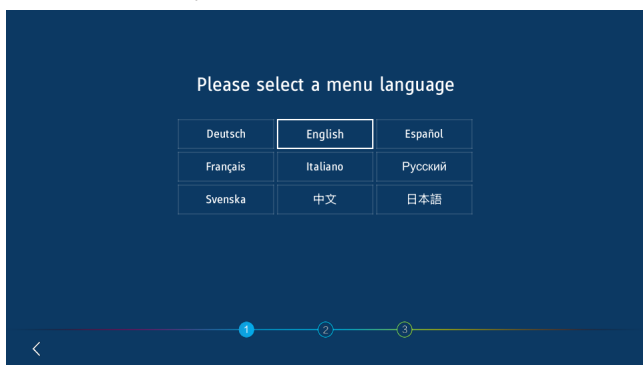 Please select a menu language
Deutsch English Español
Français Italiano Русский
Svenska 中文 日本語
1 2 3